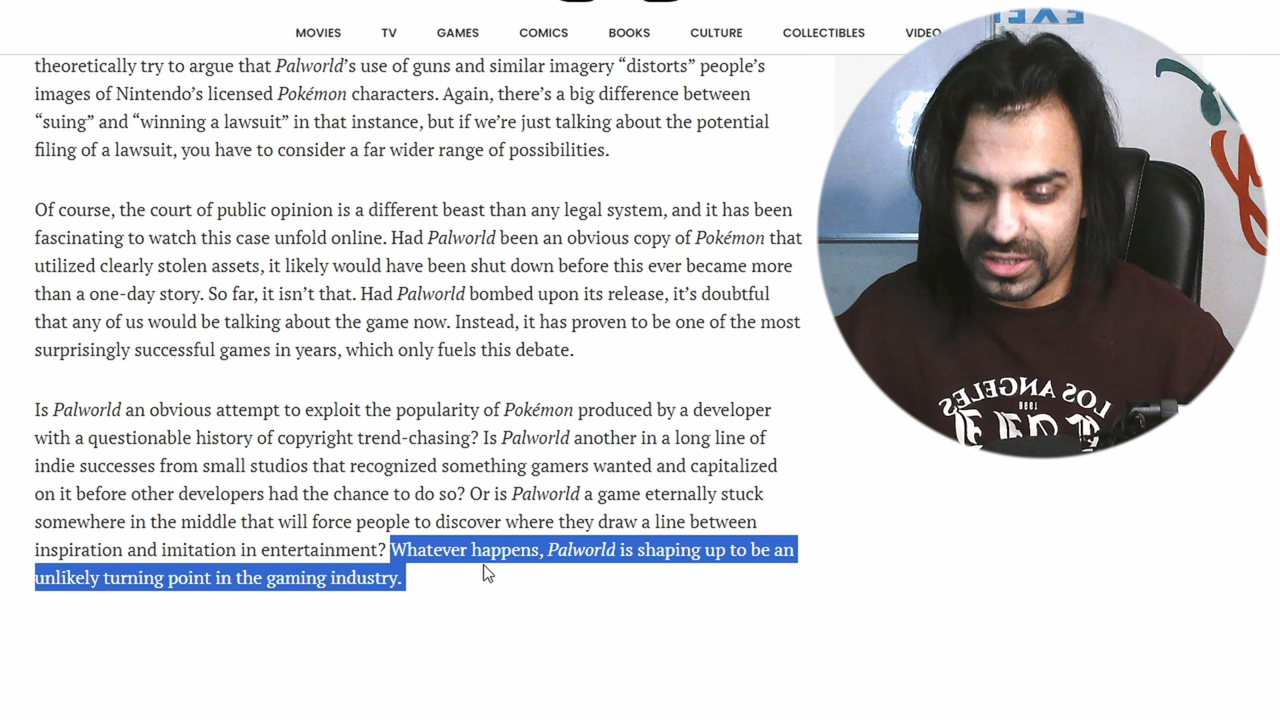 MOVIES TV GAMES COMICS BOOKS CULTURE COLLECTIBLES VIDEO
theoretically try to argue that Palworld’s use of guns and similar imagery “distorts” people’s
images of Nintendo’s licensed Pokémon characters. Again, there’s a big difference between
“suing” and “winning a lawsuit” in that instance, but if we’re just talking about the potential
filing of a lawsuit, you have to consider a far wider range of possibilities.
Of course, the court of public opinion is a different beast than any legal system, and it has been
fascinating to watch this case unfold online. Had Palworld been an obvious copy of Pokémon that
utilized clearly stolen assets, it likely would have been shut down before this ever became more
than a one-day story. So far, it isn’t that. Had Palworld bombed upon its release, it’s doubtful
that any of us would be talking about the game now. Instead, it has proven to be one of the most
surprisingly successful games in years, which only fuels this debate.
Is Palworld an obvious attempt to exploit the popularity of Pokémon produced by a developer
with a questionable history of copyright trend-chasing? Is Palworld another in a long line of
indie successes from small studios that recognized something gamers wanted and capitalized
on it before other developers had the chance to do so? Or is Palworld a game eternally stuck
somewhere in the middle that will force people to discover where they draw a line between
inspiration and imitation in entertainment? Whatever happens, Palworld is shaping up to be an
unlikely turning point in the gaming industry.
LOS ANGELES